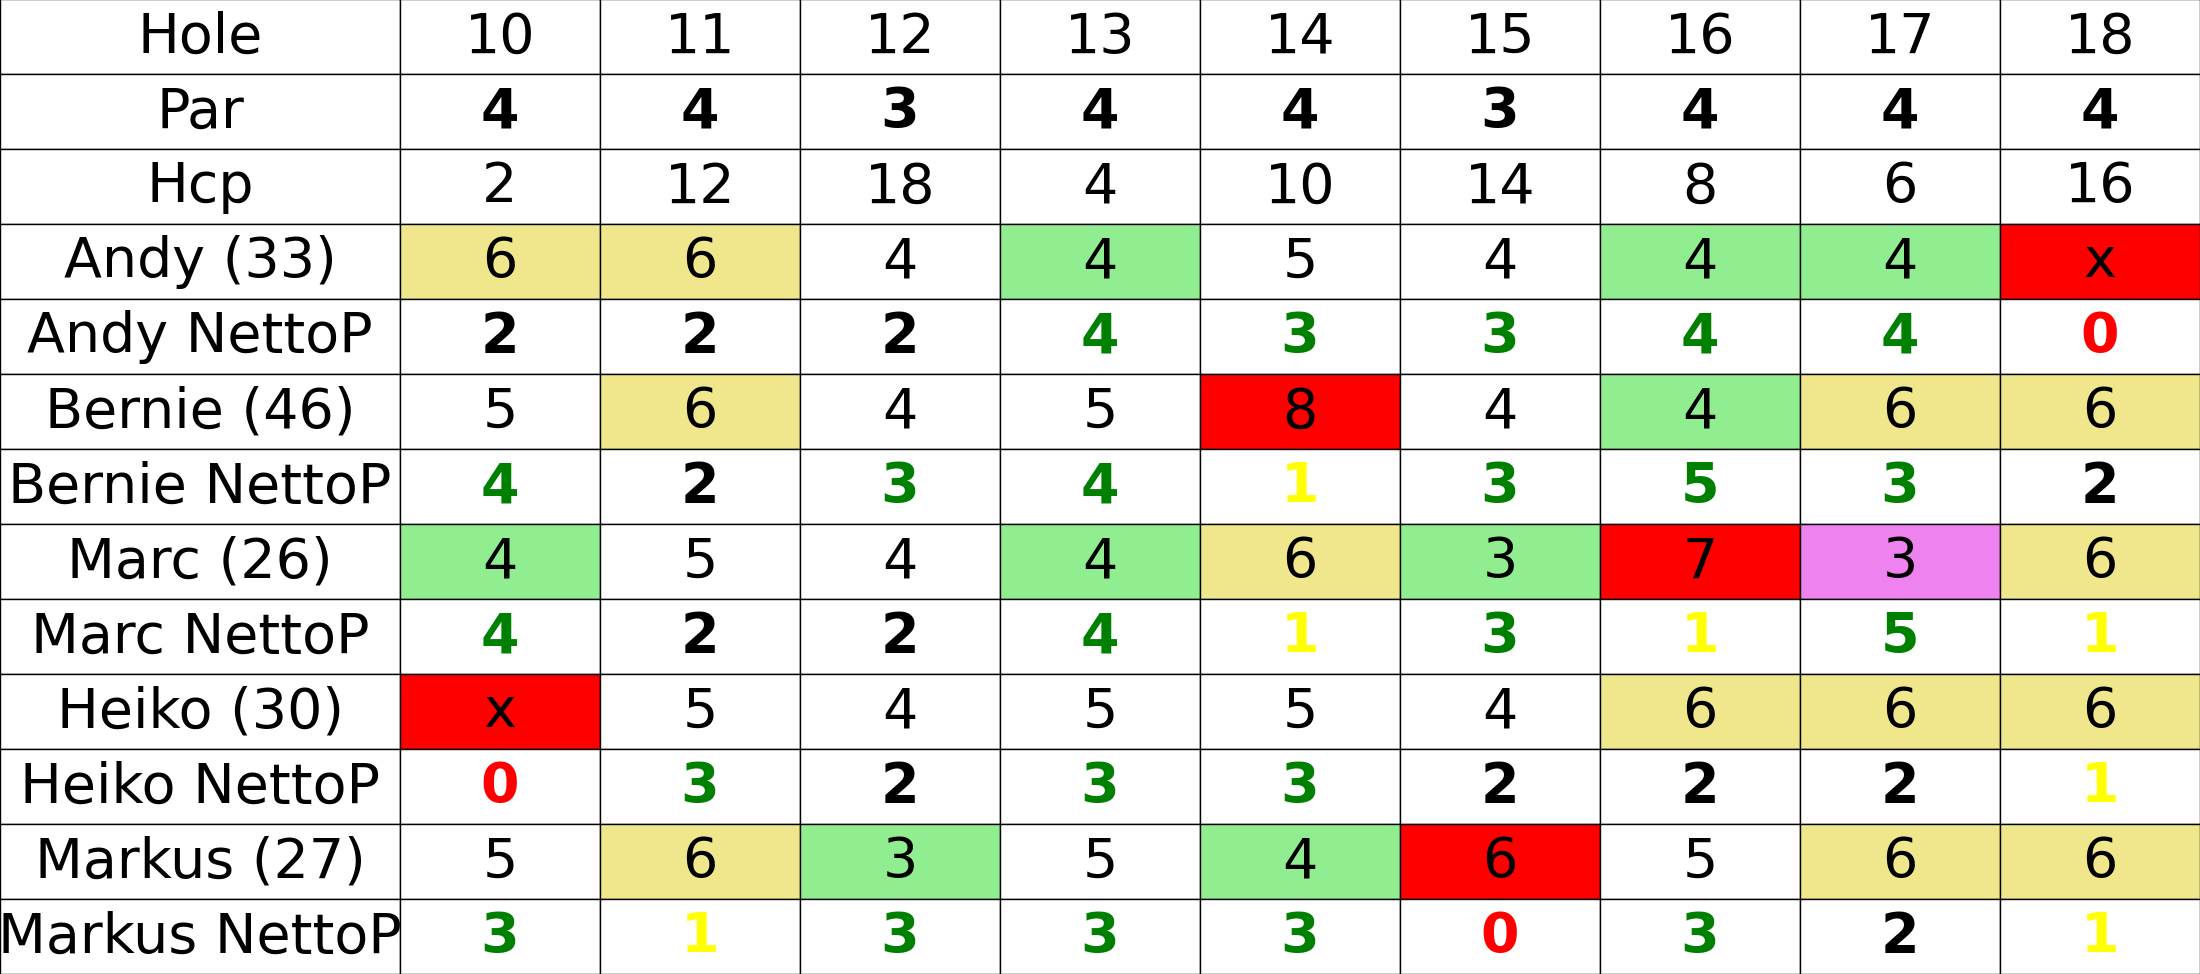 Hole 10 11 12 13 14 15 16 17 18
Par 4 4 3 4 4 3 4 4 4
Hcp 2 12 18 4 10 14 8 6 16
Andy (33) 6 6 4 4 5 4 4 4 x
Andy NettoP 2 2 2 4 3 3 4 4 0
Bernie (46) 5 6 4 5 8 4 4 6 6
Bernie NettoP 4 2 3 4 1 3 5 3 2
Marc (26) 4 5 4 4 6 3 7 3 6
Marc NettoP 4 2 2 4 1 3 1 5 1
Heiko (30) x 5 4 5 5 4 6 6 6
Heiko NettoP 0 3 2 3 3 2 2 2 1
Markus (27) 5 6 3 5 4 6 5 6 6
Markus NettoP 3 1 3 3 3 0 3 2 1